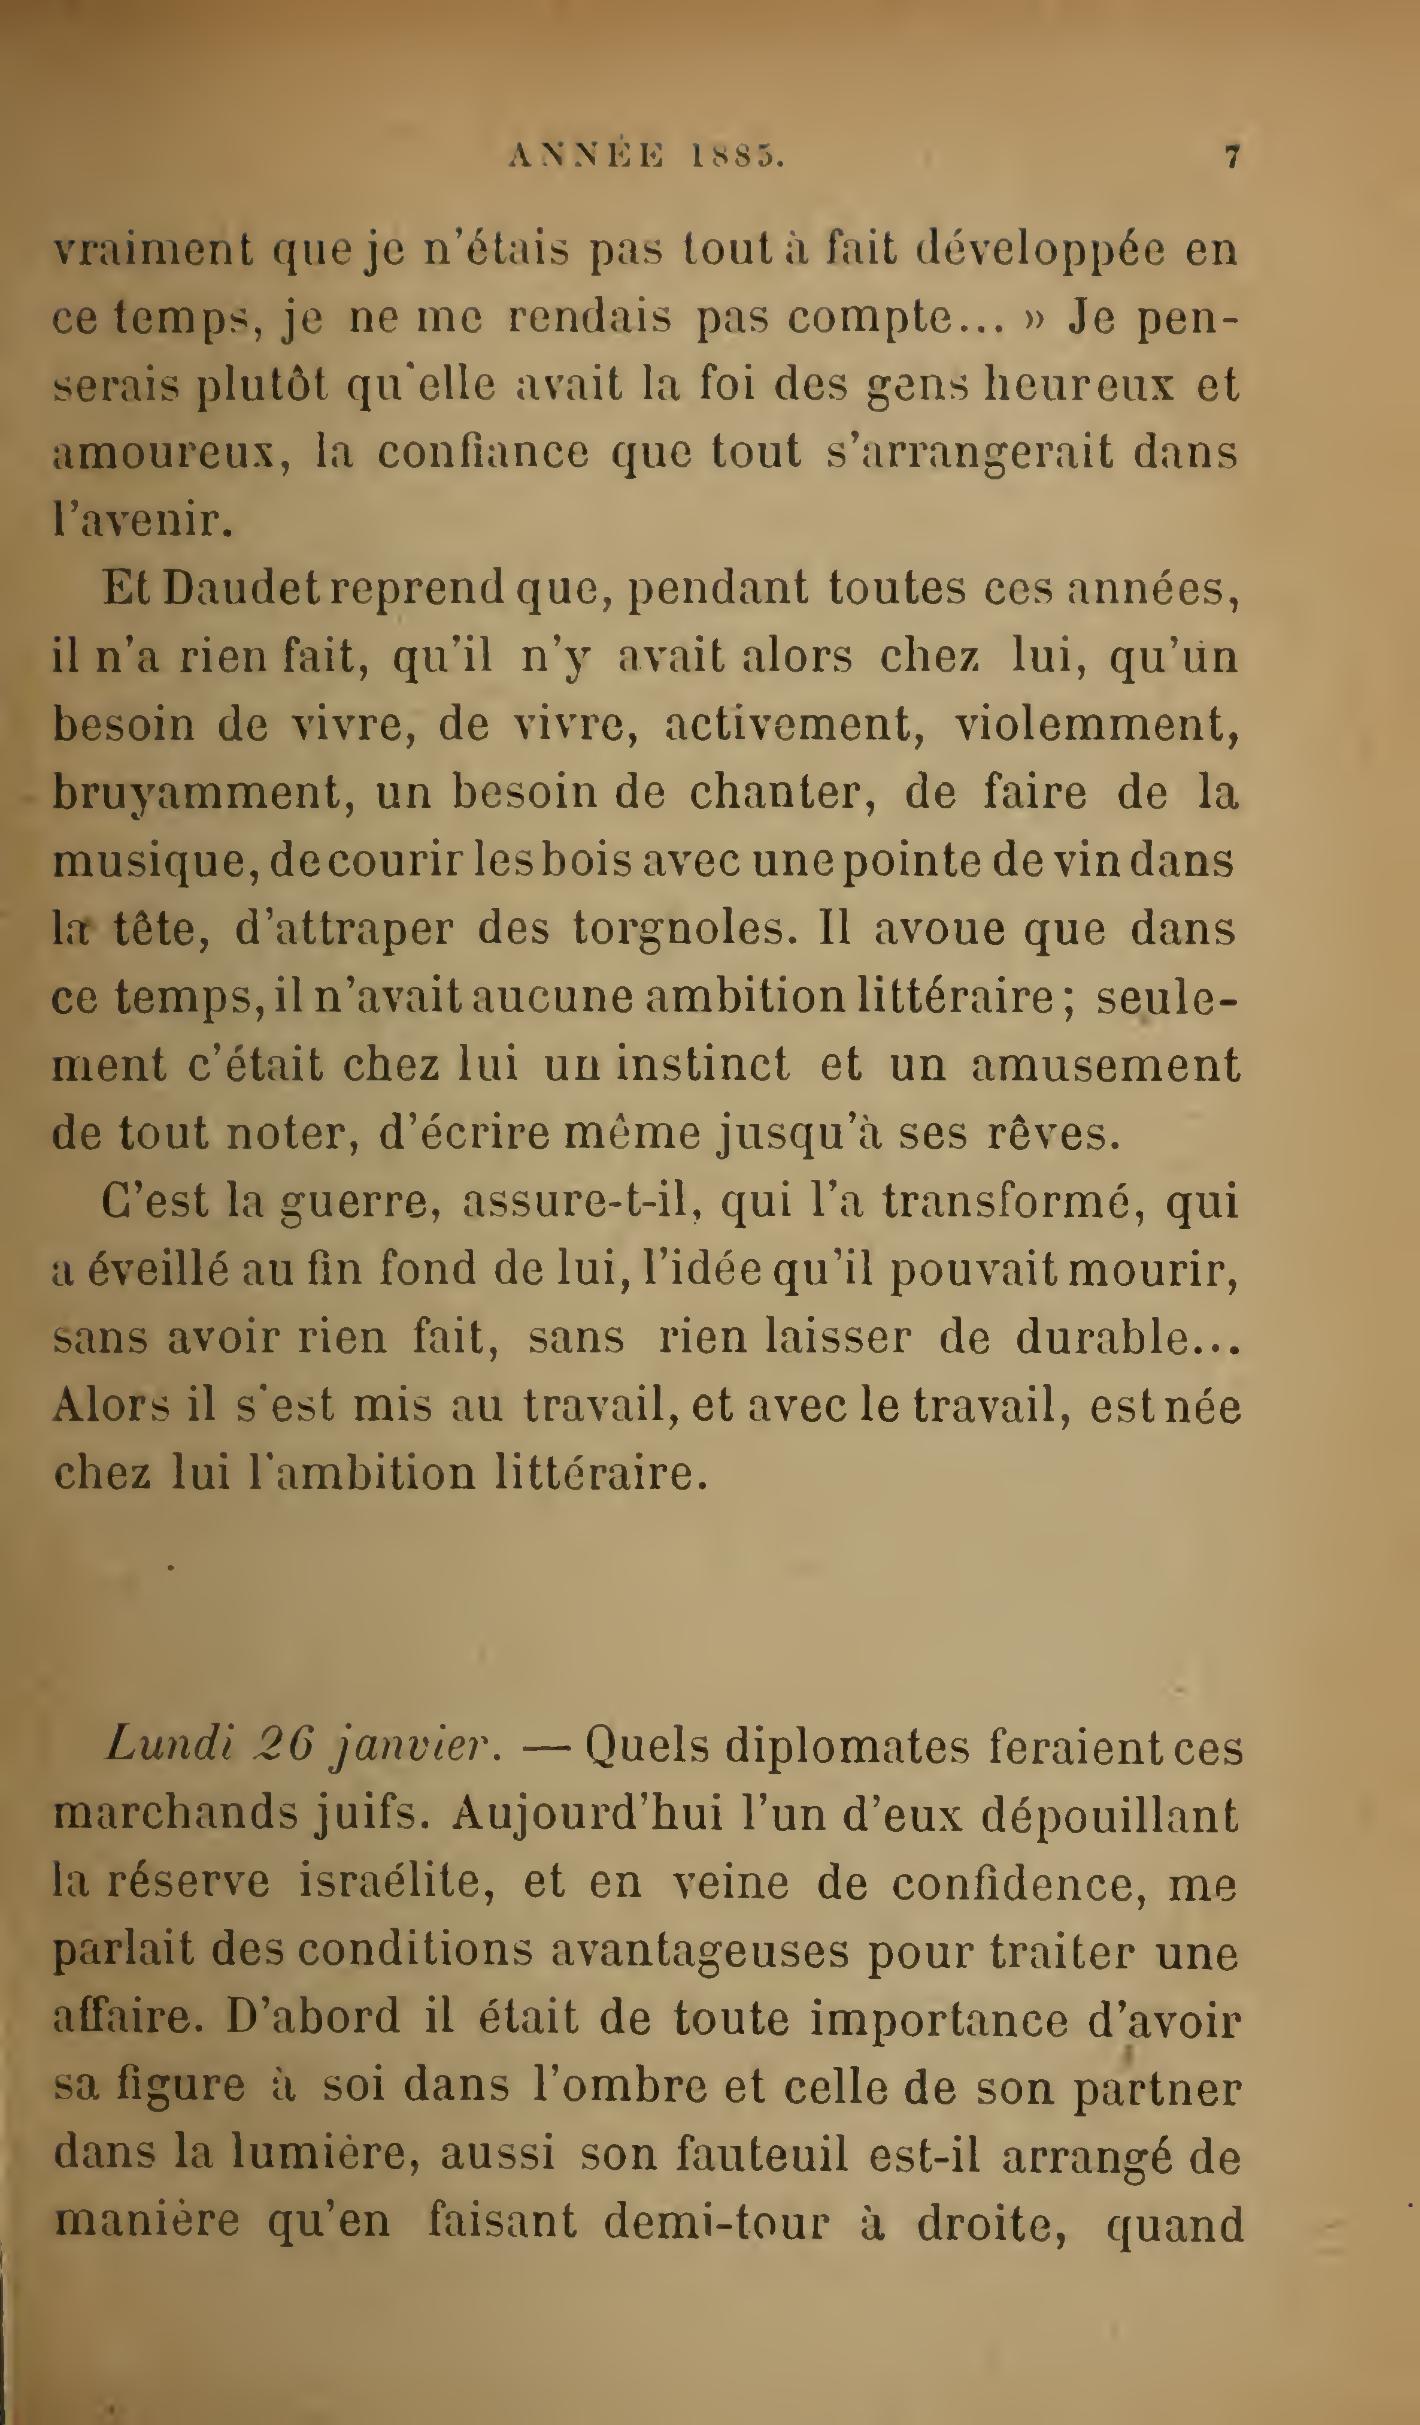 ANNÉE 1885. 7
vraiment que je n'étais pas tout à fait développée en
ce temps, je ne me rendais pas compte... » Je pen-
serais plutôt qu'elle avait la foi des gens heureux et
amoureux, la confiance que tout s'arrangerait dans
l'avenir.
Et Daudet reprend que, pendant toutes ces années,
il n'a rien fait, qu'il n'y avait alors chez lui, qu'un
besoin de vivre, de vivre, activement, violemment,
bruyamment, un besoin de chanter, de faire de la
musique, de courir les bois avec une pointe de vin dans
la tête, d'attraper des torgnoles. Il avoue que dans
ce temps, il n'avait aucune ambition littéraire ; seule-
ment c'était chez lui un instinct et un amusement
de tout noter, d'écrire même jusqu'à ses rêves.
C'est la guerre, assure-t-il, qui l'a transformé, qui
a éveillé au fin fond de lui, l'idée qu'il pouvait mourir,
sans avoir rien fait, sans rien laisser de durable...
Alors il s'est mis au travail, et avec le travail, est née
chez lui l'ambition littéraire.
Lundi 26 janvier. — Quels diplomates feraient ces
marchands juifs. Aujourd'hui l'un d'eux dépouillant
la réserve israélite, et en veine de confidence, me
parlait des conditions avantageuses pour traiter une
affaire. D'abord il était de toute importance d'avoir
sa figure à soi dans l'ombre et celle de son partner
dans la lumière, aussi son fauteuil est-il arrangé de
manière qu'en faisant demi-tour à droite, quand